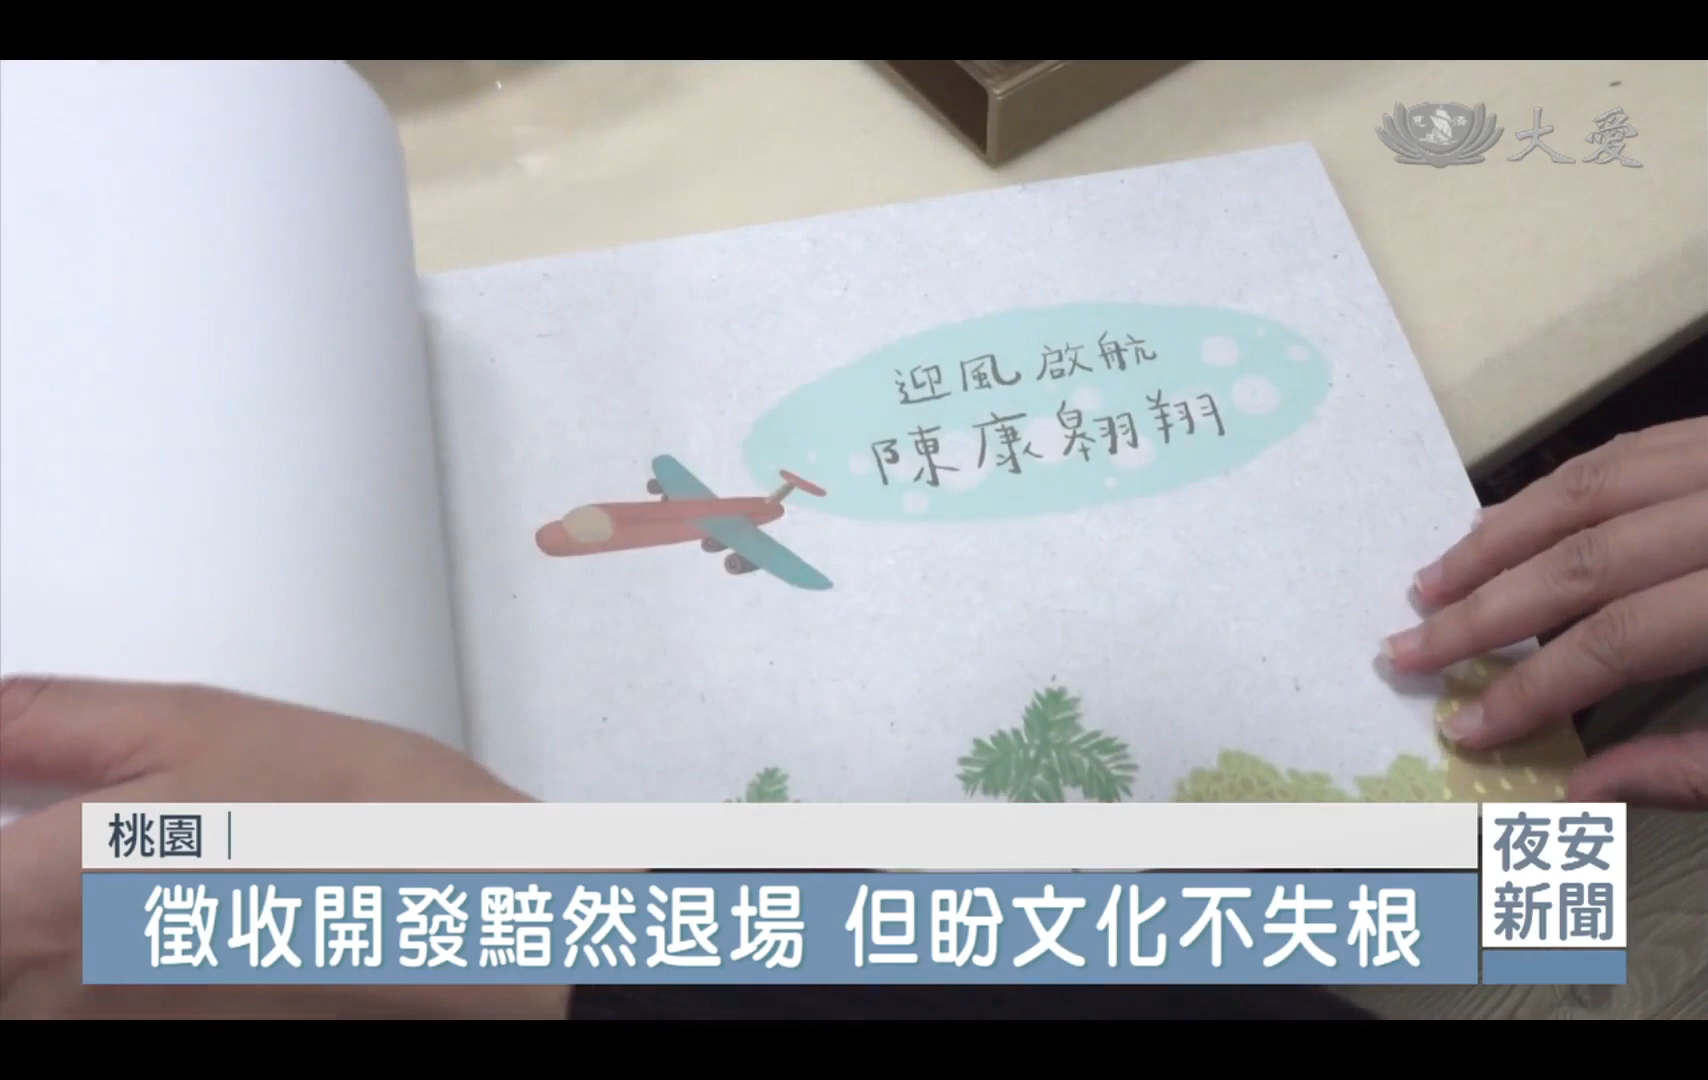 大愛
迎風啟航
陳康翱翔
桃園
徵收開發黯然退場 但盼文化不失根
夜安
新聞